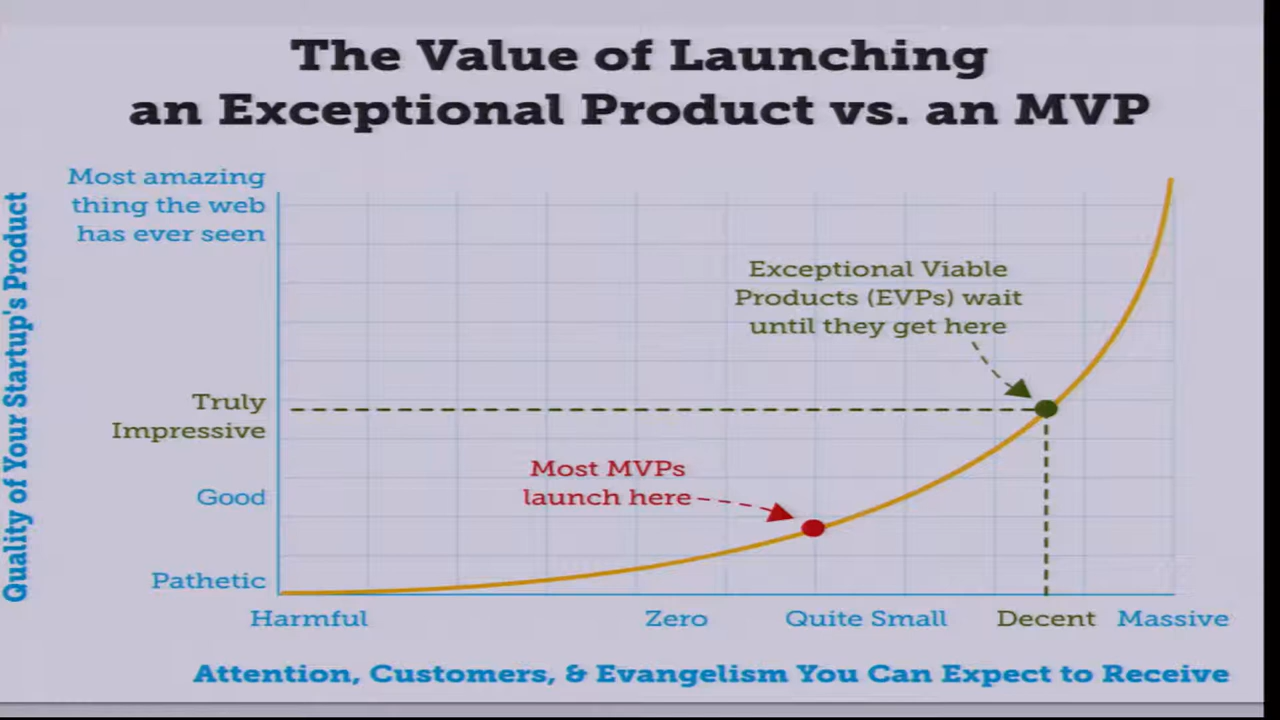 The Value of Launching
an Exceptional Product vs. an MVP
Quality of Your Startup's Product
Most amazing
thing the web
has ever seen
Exceptional Viable
Products (EVPs) wait
until they get here
Truly
Impressive
Most MVPs
launch here
Good
Pathetic
Harmful
Zero
Quite Small
Decent
Massive
Attention, Customers, & Evangelism You Can Expect to Receive